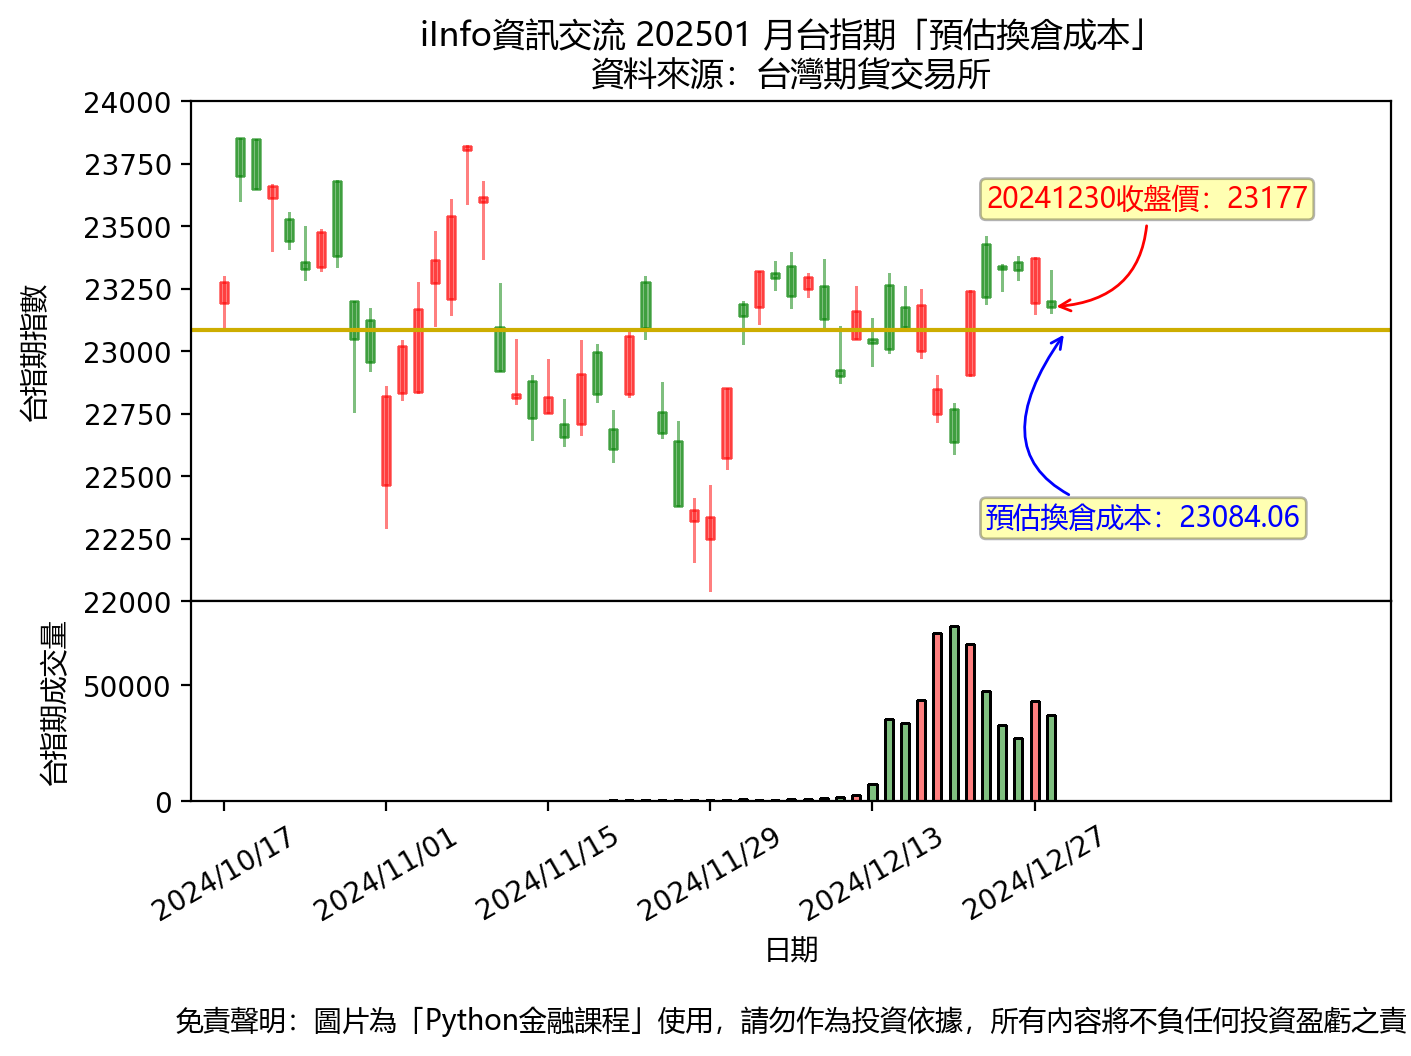 iInfo資訊交流 202501 月台指期「預估換倉成本」
資料來源：台灣期貨交易所
台指期指數
24000
23750
23500
23250
23000
22750
22500
22250
22000
20241230收盤價：23177
預估換倉成本：23084.06
台指期成交量
50000
0
2024/10/17
2024/11/01
2024/11/15
2024/11/29
2024/12/13
2024/12/27
日期
免責聲明：圖片為「Python金融課程」使用，請勿作為投資依據，所有內容將不負任何投資盈虧之責